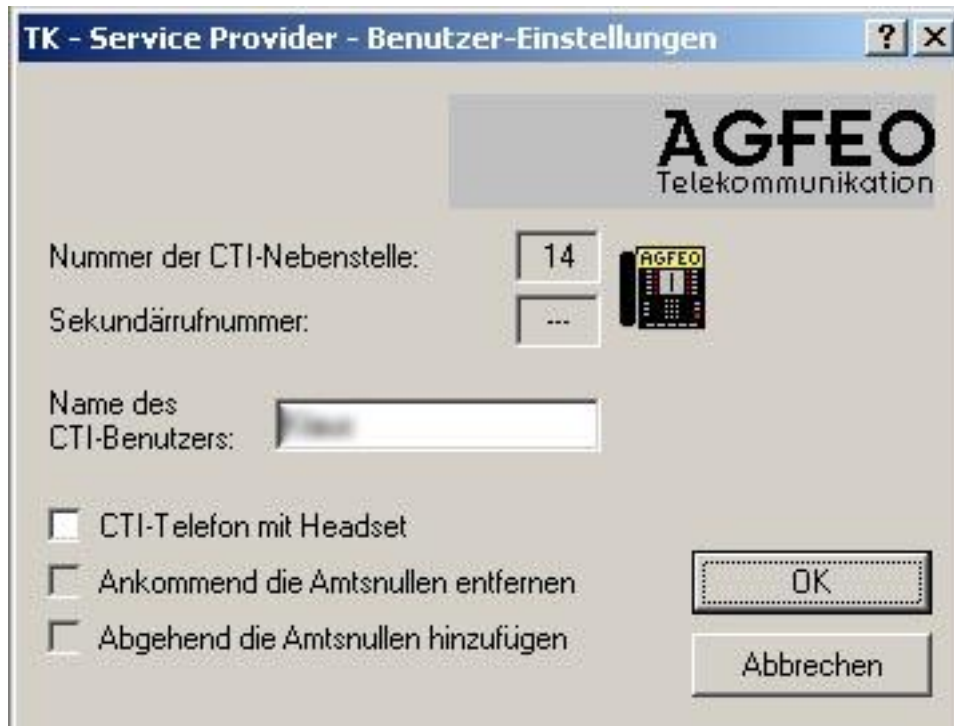 TK - Service Provider - Benutzer-Einstellungen
AGFEO
Telekommunikation
Nummer der CTI-Nebenstelle: 14
AGFEO
Sekundärrufnummer: ---
Name des
CTI-Benutzers:
CTI-Telefon mit Headset
Ankommend die Amtsnullen entfernen
Abgehend die Amtsnullen hinzufügen
OK
Abbrechen